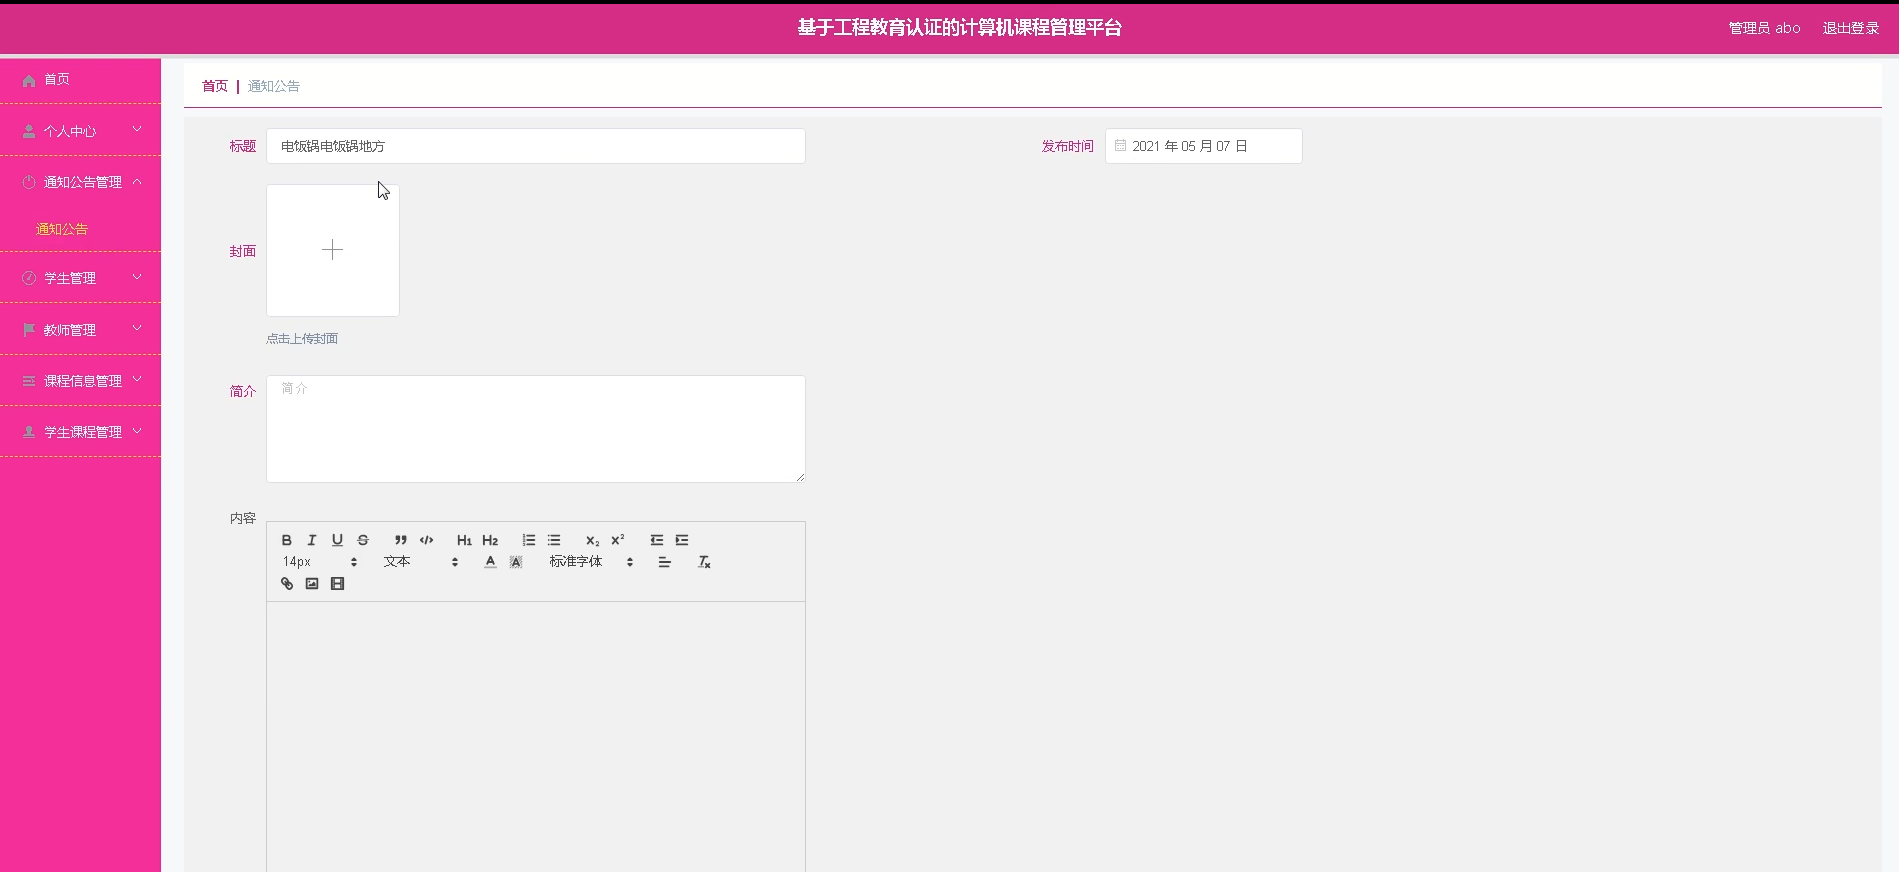 基于工程教育认证的计算机课程管理平台
管理员 abo 退出登录
首页
个人中心
通知公告管理
通知公告
学生管理
教师管理
课程信息管理
学生课程管理
首页 | 通知公告
标题 电饭锅电饭锅地方
发布时间 2021 年 05 月 07 日
封面
点击上传封面
简介 简介
内容
B I U S H1 H2 X₂ X²
14px 文本 A A 标准字体 Tx